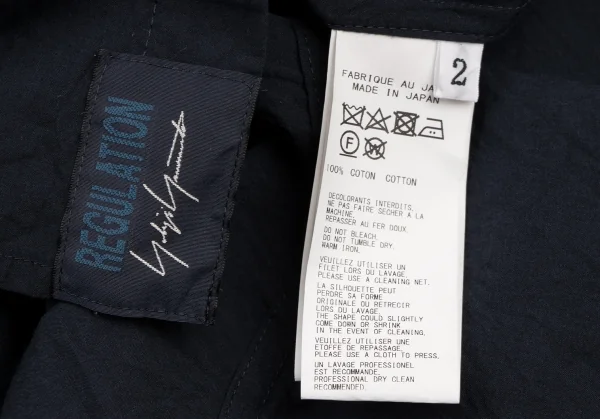 REGULATION
Yohji Yamamoto
2
FABRIQUE AU JA
MADE IN JAPAN
100% COTON COTTON
DECOLORANTS INTERDITS.
NE PAS FAIRE SECHER A LA
MACHINE.
REPASSER AU FER DOUX.
DO NOT BLEACH.
DO NOT TUMBLE DRY.
WARM IRON.
VEUILLEZ UTILISER UN
FILET LORS DU LAVAGE.
PLEASE USE A CLEANING NET.
LA SILHOUETTE PEUT
PERDRE SA FORME
ORIGINALE OU RETRECIR
LORS DU LAVAGE.
THE SHAPE COULD SLIGHTLY
COME DOWN OR SHRINK
IN THE EVENT OF CLEANING.
VEUILLEZ UTILISER UNE
ETOFFE DE REPASSAGE.
PLEASE USE A CLOTH TO PRESS.
UN LAVAGE PROFESSIONEL
EST RECOMMANDE.
PROFESSIONAL DRY CLEAN
RECOMMENDED.